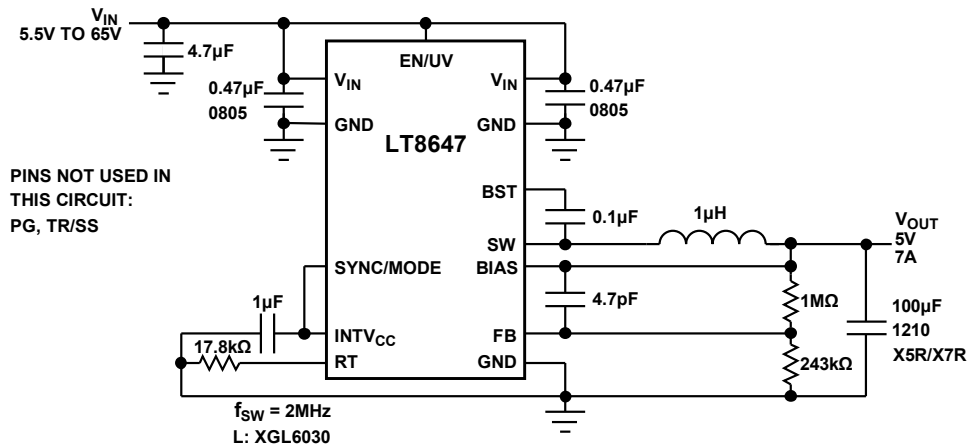 VIN
5.5V TO 65V
4.7µF
EN/UV
VIN
VIN
0.47µF
0805
0.47µF
0805
GND
GND
LT8647
PINS NOT USED IN
THIS CIRCUIT:
PG, TR/SS
BST
0.1µF
1µH
VOUT
5V
7A
SW
SYNC/MODE
BIAS
1µF
4.7pF
1MΩ
100µF
1210
X5R/X7R
INTVCC
FB
17.8kΩ
RT
GND
243kΩ
fSW = 2MHz
L: XGL6030